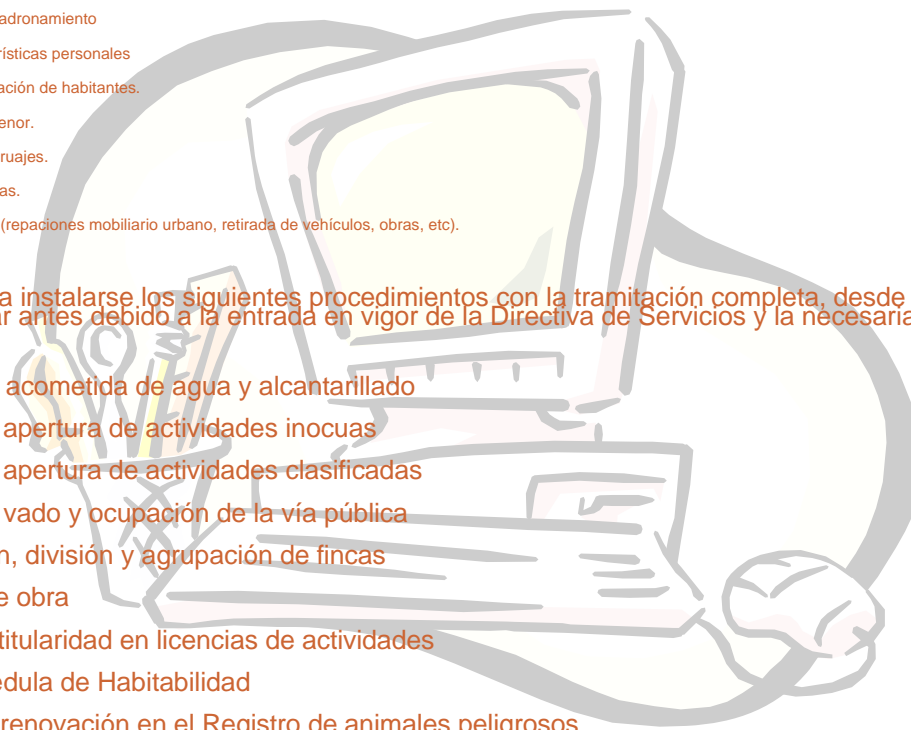 adronamiento
rísticas personales
ación de habitantes.
enor.
ruajes.
as.
(repaciones mobiliario urbano, retirada de vehículos, obras, etc).
a instalarse los siguientes procedimientos con la tramitación completa, desde
ar antes debido a la entrada en vigor de la Directiva de Servicios y la necesaria
acometida de agua y alcantarillado
apertura de actividades inocuas
apertura de actividades clasificadas
vado y ocupación de la vía pública
n, división y agrupación de fincas
e obra
titularidad en licencias de actividades
édula de Habitabilidad
renovación en el Registro de animales peligrosos